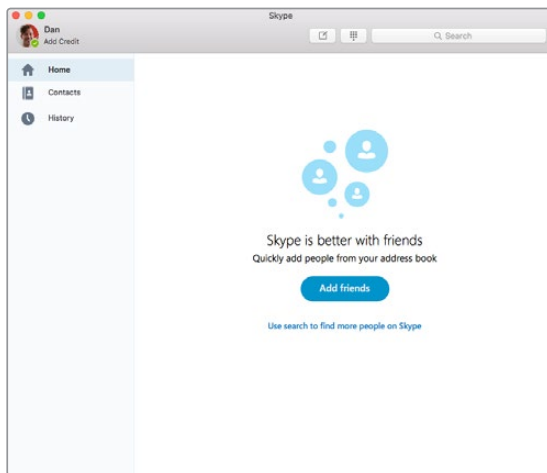 Skype
Dan
Add Credit
Search
Home
Contacts
History
Skype is better with friends
Quickly add people from your address book
Add friends
Use search to find more people on Skype